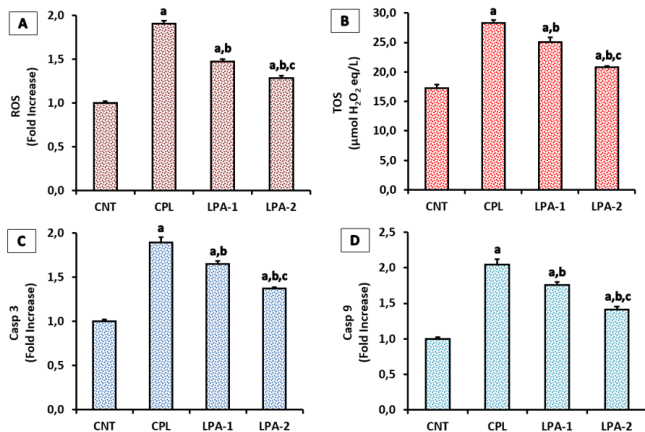 A
ROS
(Fold Increase)
2,0
1,5
1,0
0,5
0,0
a
a,b
a,b,c
CNT
CPL
LPA-1
LPA-2
B
TOS
(µmol H₂O₂ eq/L)
30,0
25,0
20,0
15,0
10,0
5,0
0,0
a
a,b
a,b,c
CNT
CPL
LPA-1
LPA-2
C
Casp 3
(Fold Increase)
2,0
1,5
1,0
0,5
0,0
a
a,b
a,b,c
CNT
CPL
LPA-1
LPA-2
D
Casp 9
(Fold Increase)
2,5
2,0
1,5
1,0
0,5
0,0
a
a,b
a,b,c
CNT
CPL
LPA-1
LPA-2